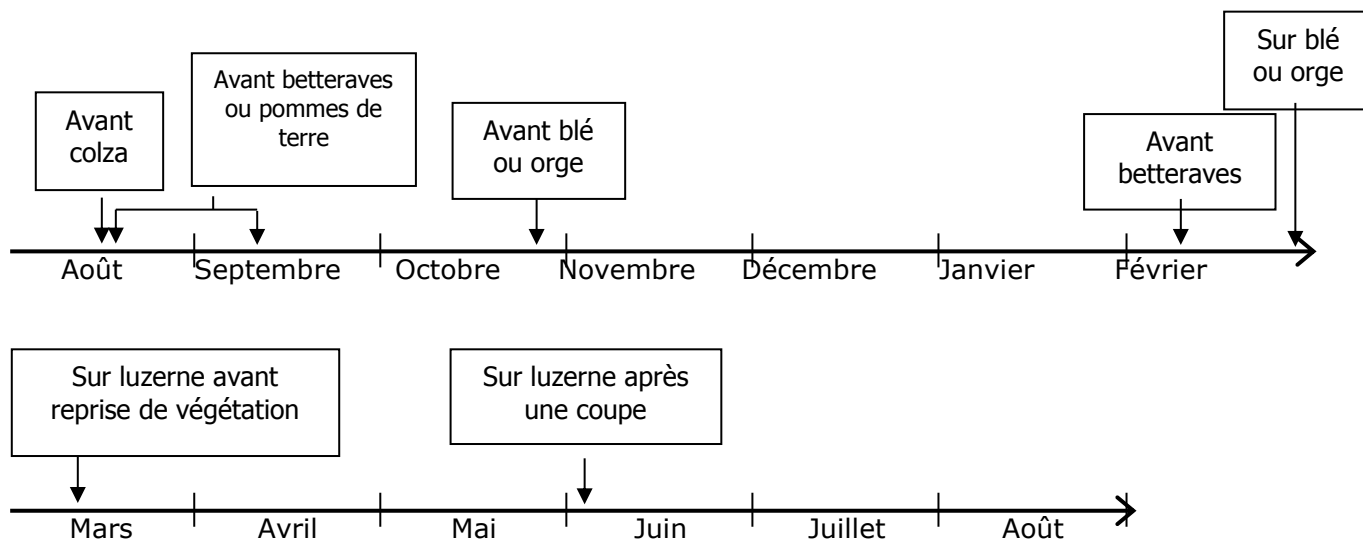 Sur blé
ou orge
Avant betteraves
ou pommes de
terre
Avant
colza
Avant blé
ou orge
Avant
betteraves
Août
Septembre
Octobre
Novembre
Décembre
Janvier
Février
Sur luzerne avant
reprise de végétation
Sur luzerne après
une coupe
Mars
Avril
Mai
Juin
Juillet
Août